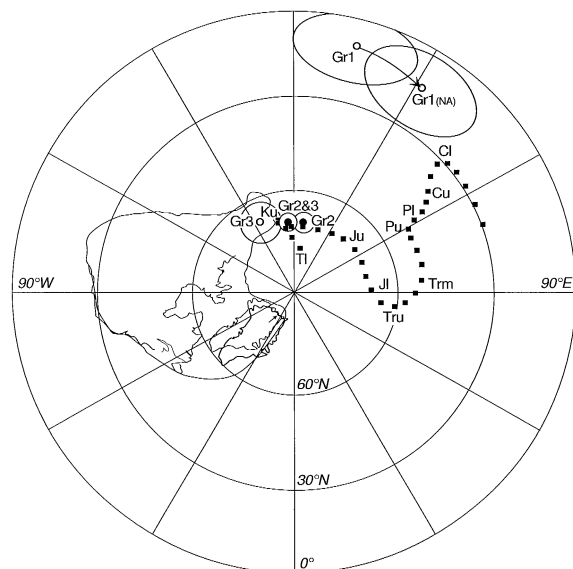 Gr1
Gr1 (NA)
Cl
Cu
Pl
Pu
Ku
Gr2&3
Gr3
Gr2
Ju
Tl
90°W
Jl
Trm
90°E
Tru
60°N
30°N
0°